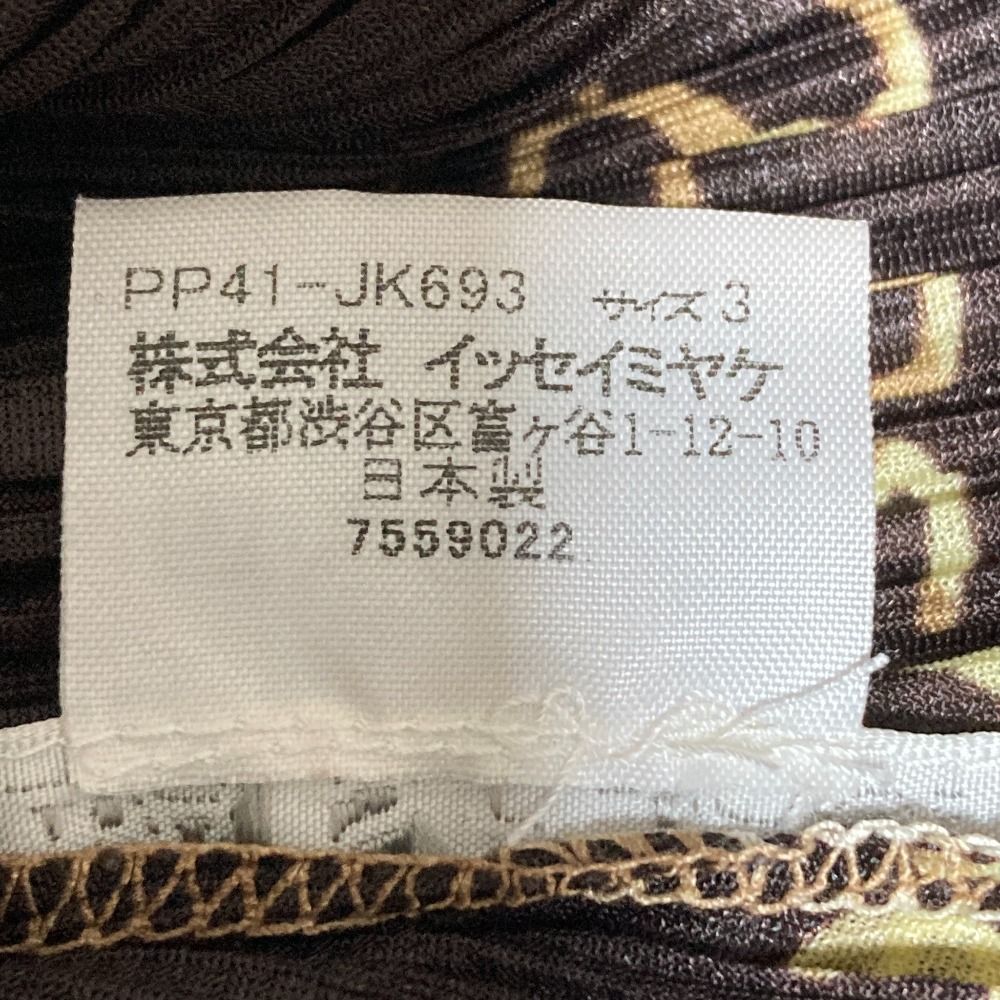 PP41-JK693 サイズ 3
株式会社 イッセイミヤケ
東京都渋谷区富ヶ谷1-12-10
日本製
7559022